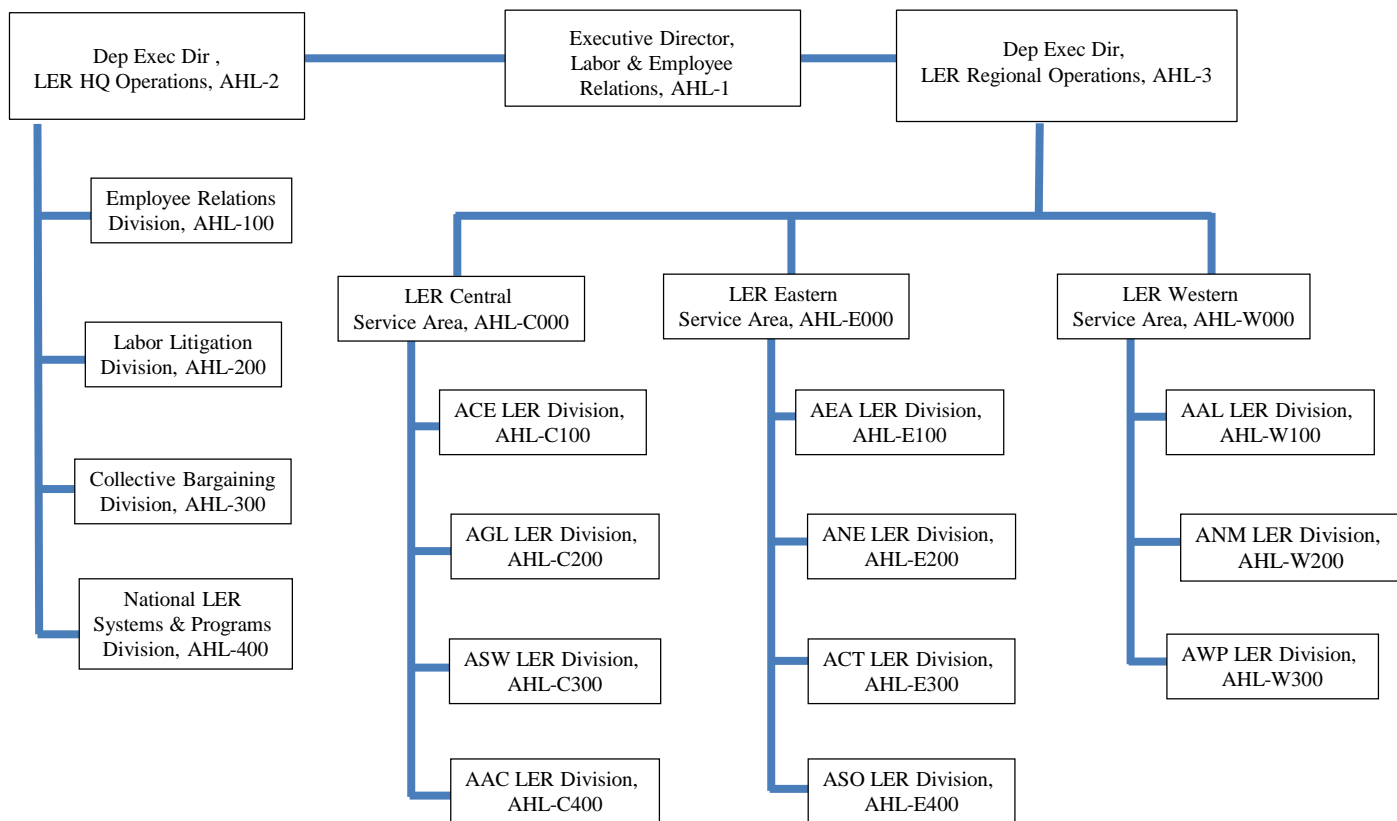 Dep Exec Dir ,
LER HQ Operations, AHL-2
Executive Director,
Labor & Employee
Relations, AHL-1
Dep Exec Dir,
LER Regional Operations, AHL-3
Employee Relations
Division, AHL-100
Labor Litigation
Division, AHL-200
Collective Bargaining
Division, AHL-300
National LER
Systems & Programs
Division, AHL-400
LER Central
Service Area, AHL-C000
ACE LER Division,
AHL-C100
AGL LER Division,
AHL-C200
ASW LER Division,
AHL-C300
AAC LER Division,
AHL-C400
LER Eastern
Service Area, AHL-E000
AEA LER Division,
AHL-E100
ANE LER Division,
AHL-E200
ACT LER Division,
AHL-E300
ASO LER Division,
AHL-E400
LER Western
Service Area, AHL-W000
AAL LER Division,
AHL-W100
ANM LER Division,
AHL-W200
AWP LER Division,
AHL-W300